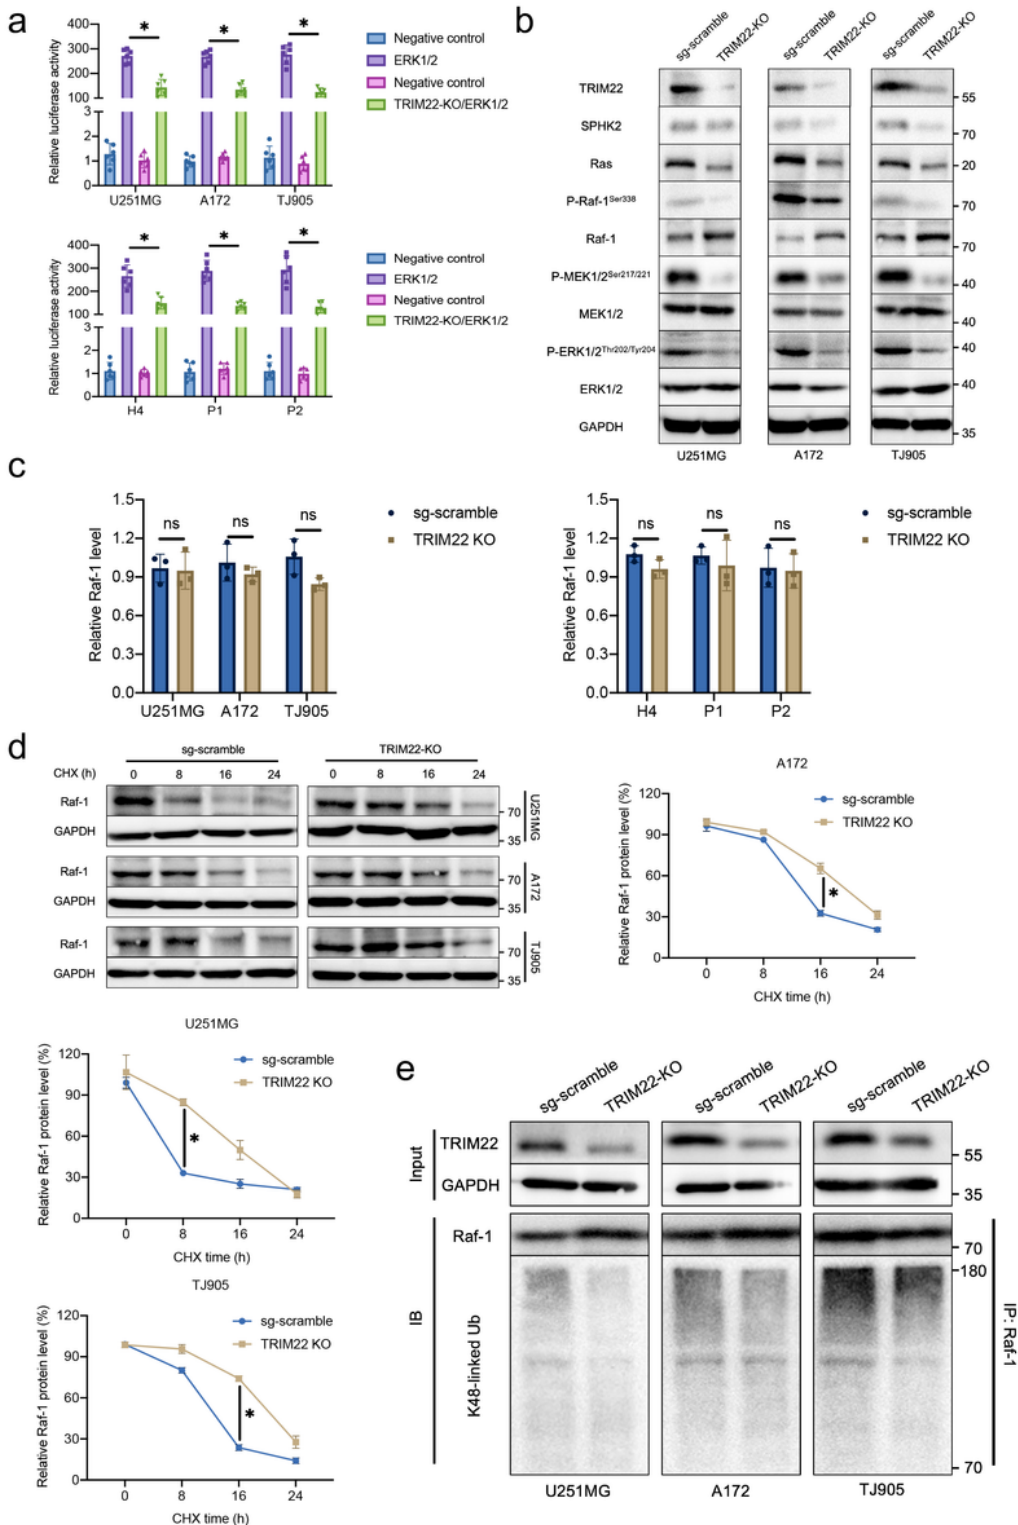 a
Relative luciferase activity
400
300
200
100
3
2
1
0
* * *
U251MG A172 TJ905
Negative control
ERK1/2
Negative control
TRIM22-KO/ERK1/2
Relative luciferase activity
400
300
200
100
2
1
0
* * *
H4 P1 P2
Negative control
ERK1/2
Negative control
TRIM22-KO/ERK1/2
b
sg-scramble TRIM22-KO sg-scramble TRIM22-KO sg-scramble TRIM22-KO
TRIM22 55
SPHK2 70
Ras 20
P-Raf-1Ser338 70
Raf-1 70
P-MEK1/2Ser217/221 40
MEK1/2 40
P-ERK1/2Thr202/Tyr204 40
ERK1/2 40
GAPDH 35
U251MG A172 TJ905
c
Relative Raf-1 level
1.5
1.2
0.9
0.6
0.3
0.0
ns ns ns
U251MG A172 TJ905
sg-scramble
TRIM22 KO
Relative Raf-1 level
1.5
1.2
0.9
0.6
0.3
0.0
ns ns ns
H4 P1 P2
sg-scramble
TRIM22 KO
d
sg-scramble TRIM22-KO
CHX (h) 0 8 16 24 0 8 16 24
Raf-1 70
GAPDH 35
U251MG
Raf-1 70
GAPDH 35
A172
Raf-1 70
GAPDH 35
TJ905
A172
Relative Raf-1 protein level (%)
120
90
60
30
0
sg-scramble
TRIM22 KO
*
0 8 16 24
CHX time (h)
U251MG
Relative Raf-1 protein level (%)
120
90
60
30
0
sg-scramble
TRIM22 KO
*
0 8 16 24
CHX time (h)
TJ905
Relative Raf-1 protein level (%)
120
90
60
30
0
sg-scramble
TRIM22 KO
*
0 8 16 24
CHX time (h)
e
sg-scramble TRIM22-KO sg-scramble TRIM22-KO sg-scramble TRIM22-KO
Input
TRIM22 55
GAPDH 35
IB
Raf-1 70
K48-linked Ub
180
70
IP: Raf-1
U251MG A172 TJ905